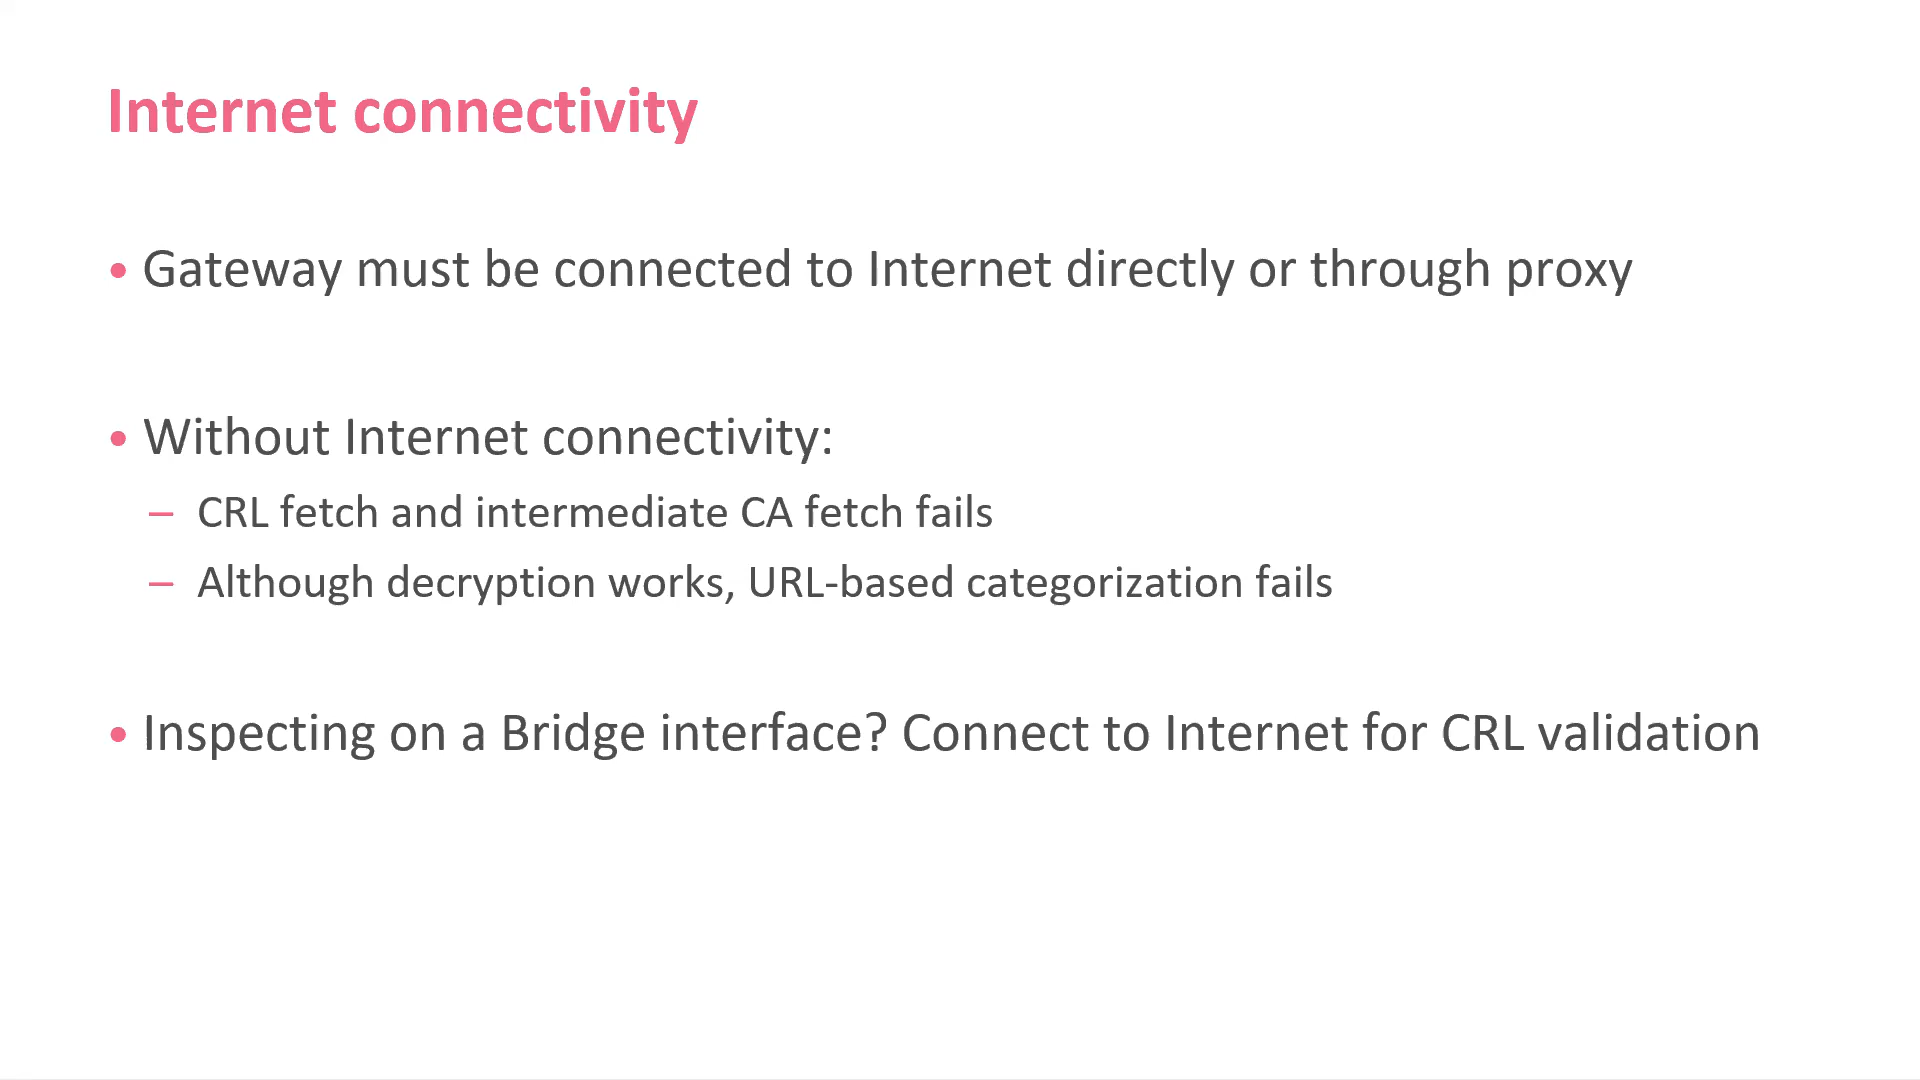 Internet connectivity
• Gateway must be connected to Internet directly or through proxy
• Without Internet connectivity:
– CRL fetch and intermediate CA fetch fails
– Although decryption works, URL-based categorization fails
• Inspecting on a Bridge interface? Connect to Internet for CRL validation